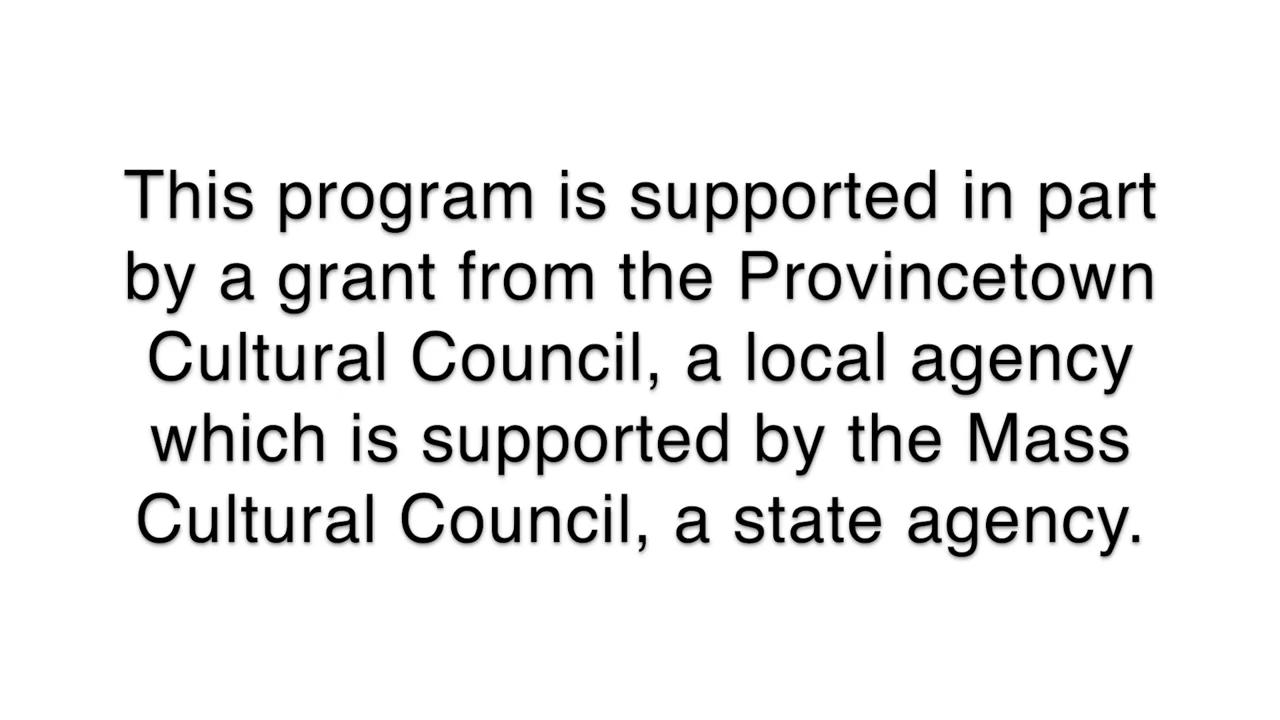 This program is supported in part
by a grant from the Provincetown
Cultural Council, a local agency
which is supported by the Mass
Cultural Council, a state agency.